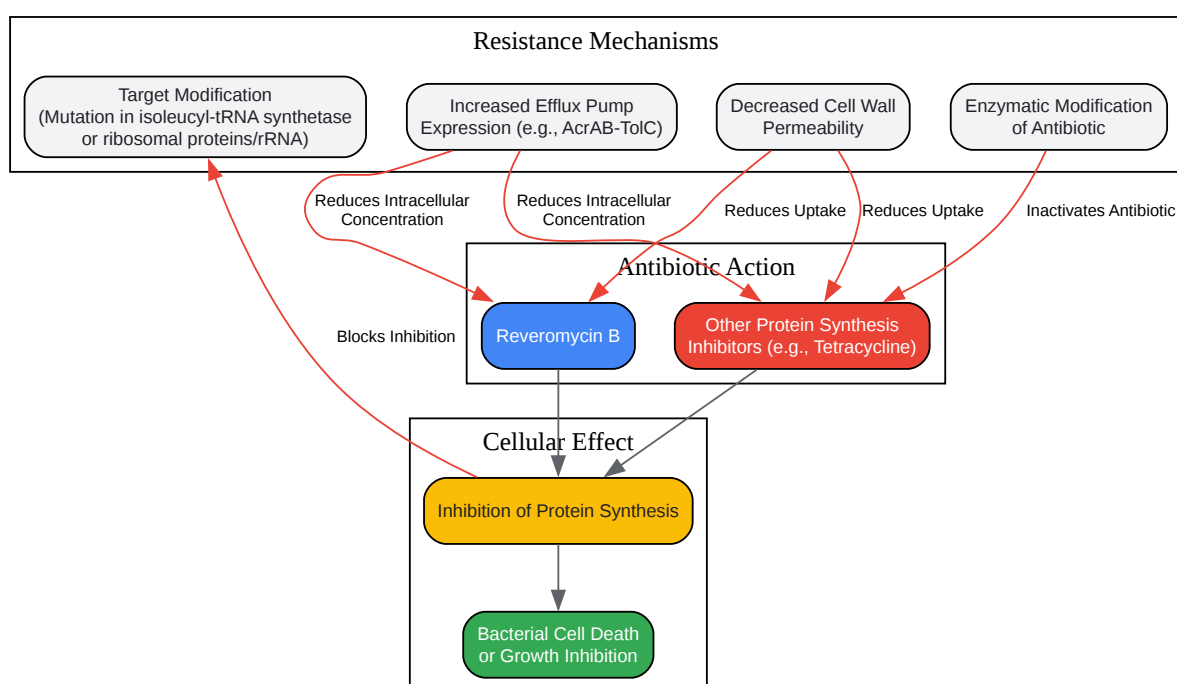 Resistance Mechanisms
Target Modification
(Mutation in isoleucyl-tRNA synthetase
or ribosomal proteins/rRNA)
Increased Efflux Pump
Expression (e.g., AcrAB-TolC)
Decreased Cell Wall
Permeability
Enzymatic Modification
of Antibiotic
Reduces Intracellular
Concentration
Reduces Intracellular
Concentration
Reduces Uptake
Reduces Uptake
Inactivates Antibiotic
Antibiotic Action
Reveromycin B
Other Protein Synthesis
Inhibitors (e.g., Tetracycline)
Blocks Inhibition
Cellular Effect
Inhibition of Protein Synthesis
Bacterial Cell Death
or Growth Inhibition